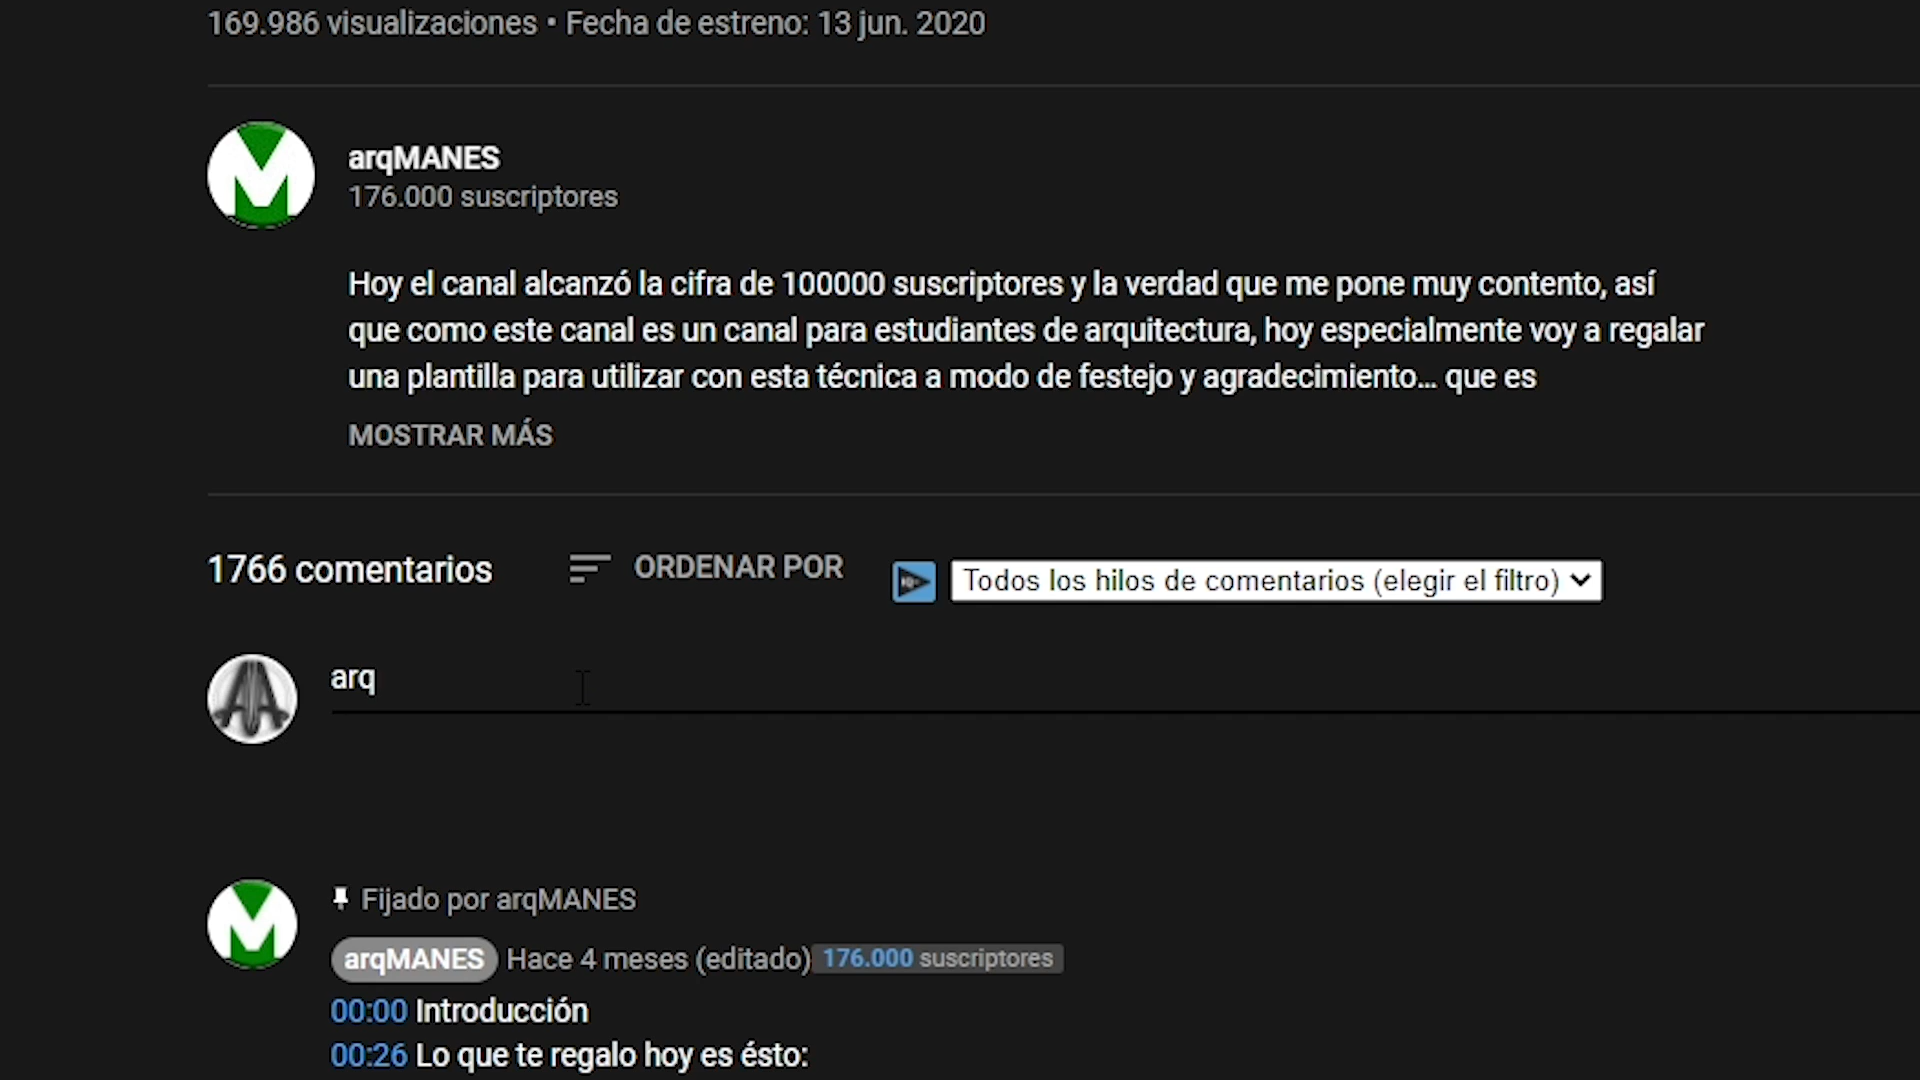 169.986 visualizaciones • Fecha de estreno: 13 jun. 2020
arqMANES
176.000 suscriptores
Hoy el canal alcanzó la cifra de 100000 suscriptores y la verdad que me pone muy contento, así
que como este canal es un canal para estudiantes de arquitectura, hoy especialmente voy a regalar
una plantilla para utilizar con esta técnica a modo de festejo y agradecimiento... que es
MOSTRAR MÁS
1766 comentarios ORDENAR POR Todos los hilos de comentarios (elegir el filtro)
arq
Fijado por arqMANES
arqMANES Hace 4 meses (editado) 176.000 suscriptores
00:00 Introducción
00:26 Lo que te regalo hoy es ésto: